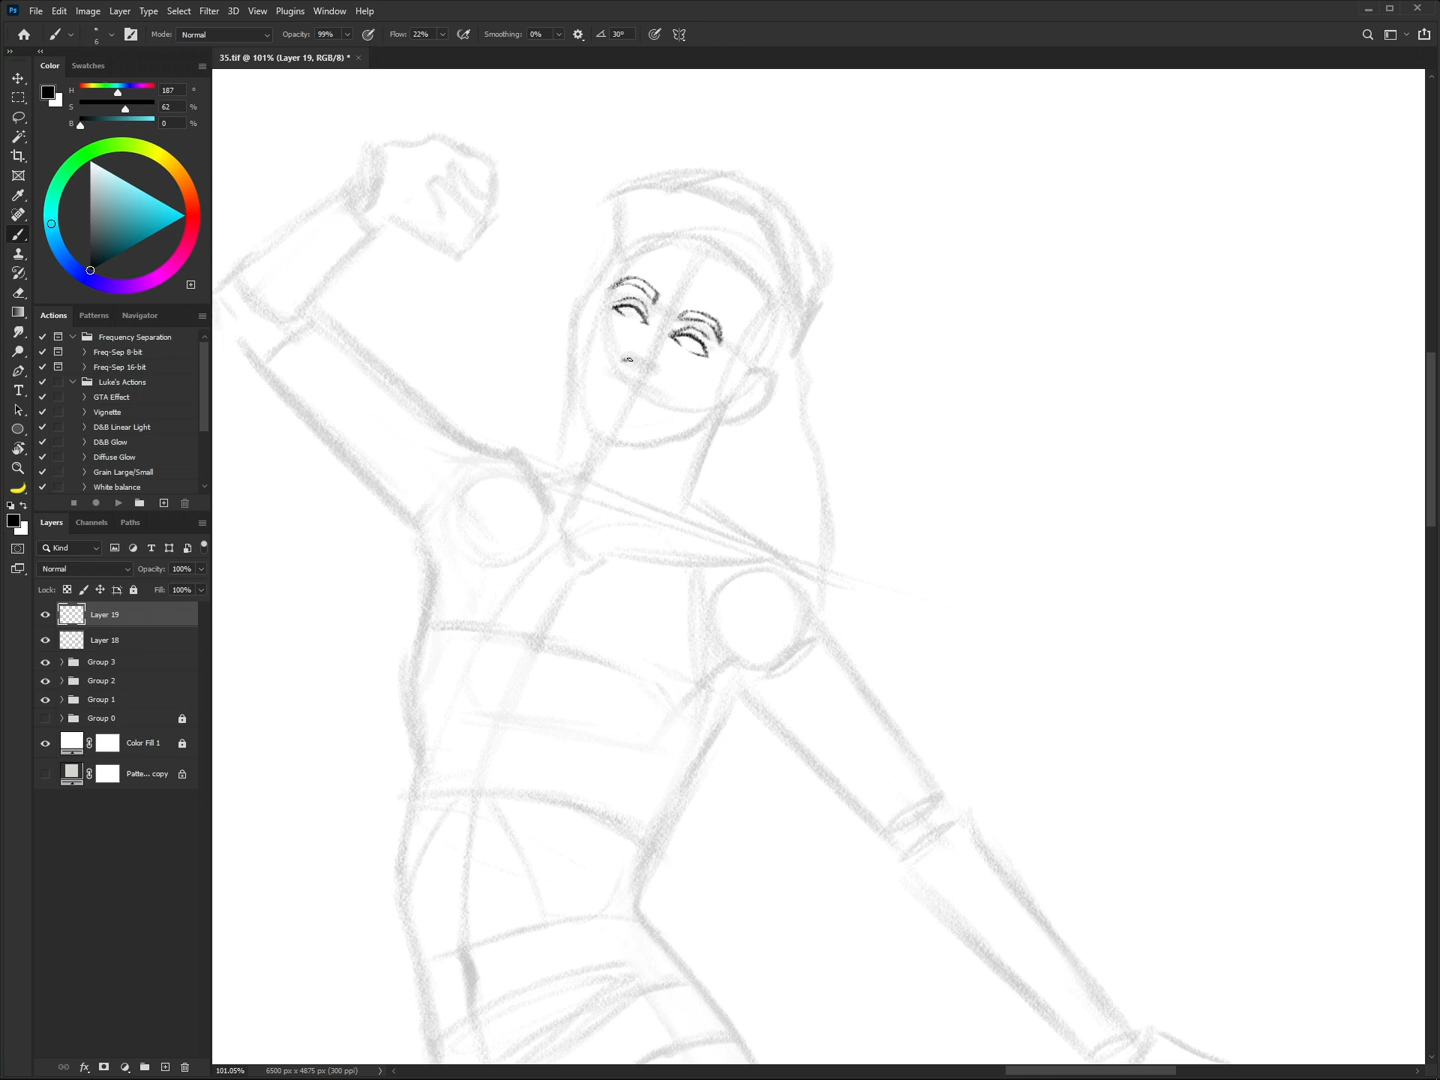 Ps File Edit Image Layer Type Select Filter 3D View Plugins Window Help
6 Mode: Normal Opacity: 99% Flow: 22% Smoothing: 0% 30°
35.tif @ 101% (Layer 19, RGB/8) *
Color Swatches
H 187 °
S 62 %
B 0 %
Actions Patterns Navigator
Frequency Separation
Freq-Sep 8-bit
Freq-Sep 16-bit
Luke's Actions
GTA Effect
Vignette
D&B Linear Light
D&B Glow
Diffuse Glow
Grain Large/Small
White balance
Layers Channels Paths
Kind
Normal Opacity: 100%
Lock: Fill: 100%
Layer 19
Layer 18
Group 3
Group 2
Group 1
Group 0
Color Fill 1
Patte... copy
fx
101.05% 6500 px x 4875 px (300 ppi)